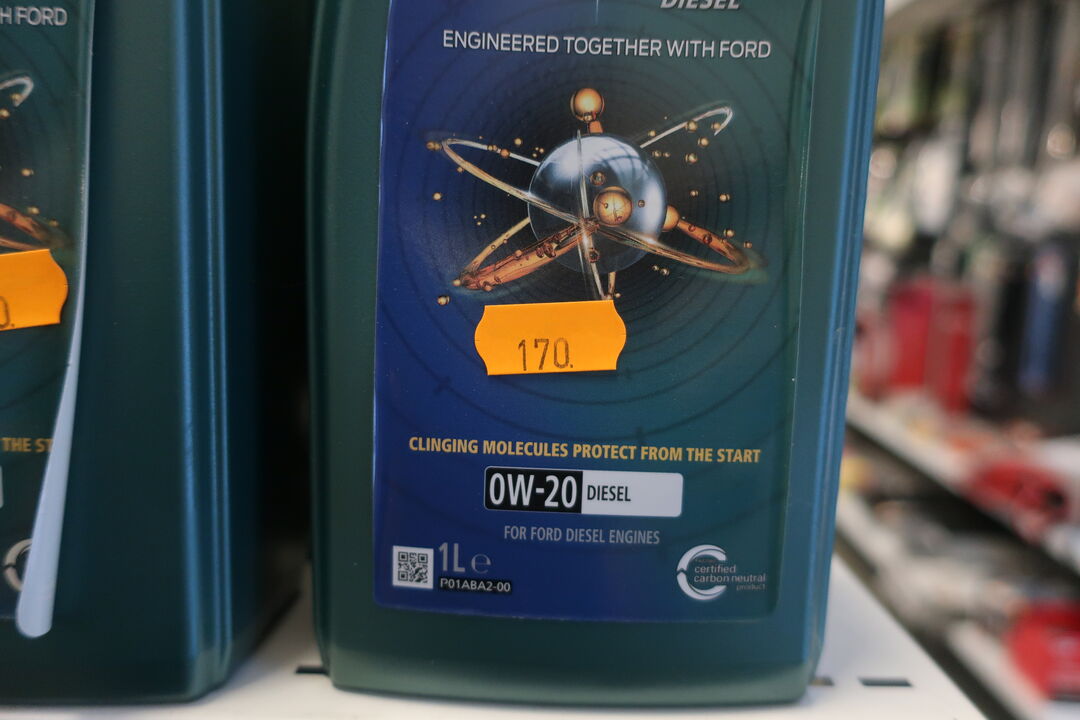 H FORD
DIESEL
ENGINEERED TOGETHER WITH FORD
0.
170.
THE ST
CLINGING MOLECULES PROTECT FROM THE START
0W-20 DIESEL
FOR FORD DIESEL ENGINES
1L e
P01ABA2-00
certified
carbon neutral
product